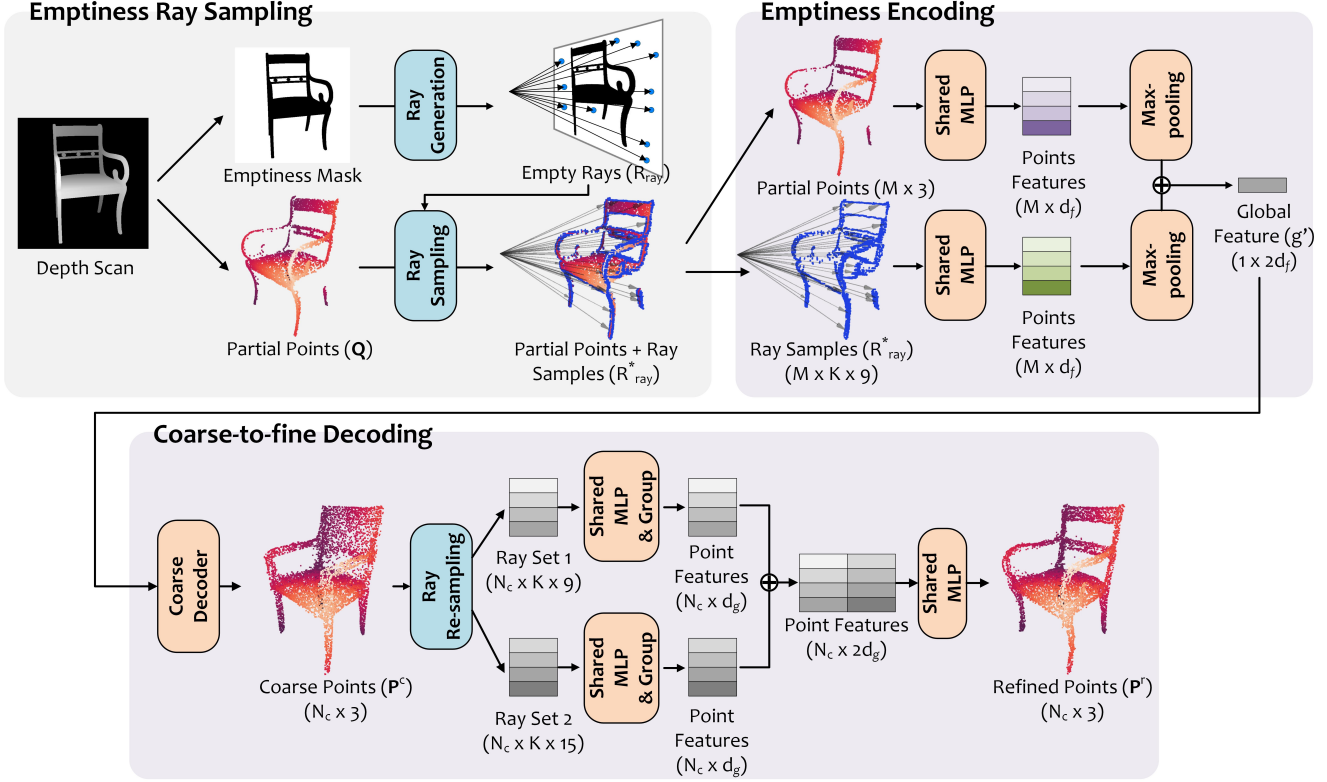 Emptiness Ray Sampling
Depth Scan
Emptiness Mask
Ray
Generation
Empty Rays (R_ray)
Partial Points (Q)
Ray
Sampling
Partial Points + Ray
Samples (R*_ray)
Emptiness Encoding
Partial Points (M x 3)
Shared
MLP
Points
Features
(M x d_f)
Max-
pooling
Ray Samples (R*_ray)
(M x K x 9)
Shared
MLP
Points
Features
(M x d_f)
Max-
pooling
Global
Feature (g')
(1 x 2d_f)
Coarse-to-fine Decoding
Coarse
Decoder
Coarse Points (P^c)
(N_c x 3)
Ray
Re-sampling
Ray Set 1
(N_c x K x 9)
Shared
MLP
& Group
Point
Features
(N_c x d_g)
Ray Set 2
(N_c x K x 15)
Shared
MLP
& Group
Point
Features
(N_c x d_g)
Point Features
(N_c x 2d_g)
Shared
MLP
Refined Points (P^r)
(N_c x 3)